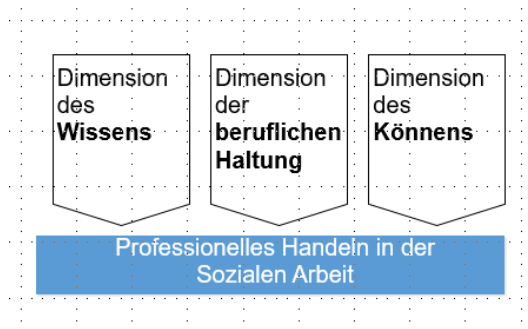 Dimension
des
Wissens
Dimension
der
beruflichen
Haltung
Dimension
des
Könnens
Professionelles Handeln in der
Sozialen Arbeit